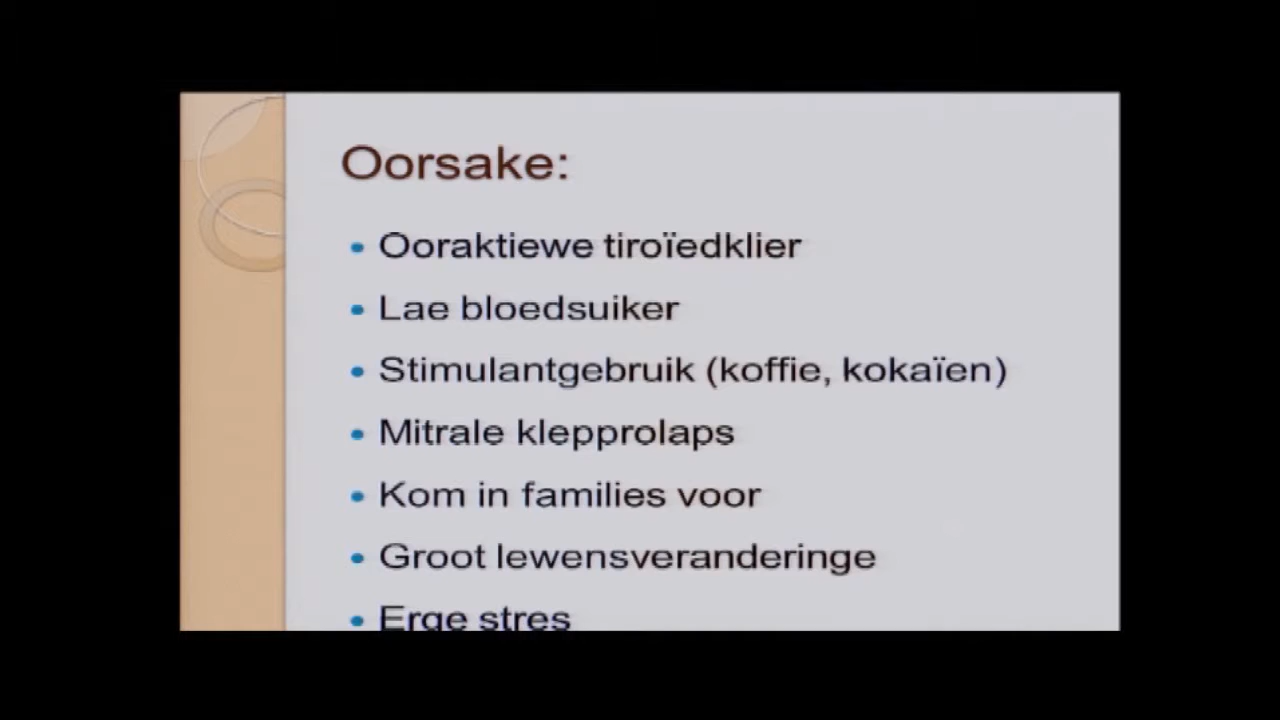 Oorsake:
• Ooraktiewe tiroïedklier
• Lae bloedsuiker
• Stimulantgebruik (koffie, kokaïen)
• Mitrale klepprolaps
• Kom in families voor
• Groot lewensveranderinge
• Erge stres